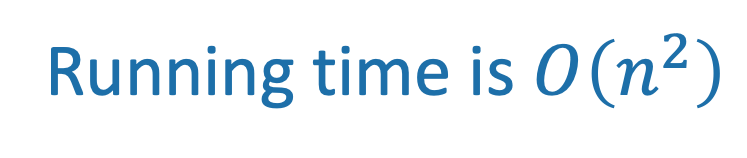 Running time is 𝑂(𝑛²)